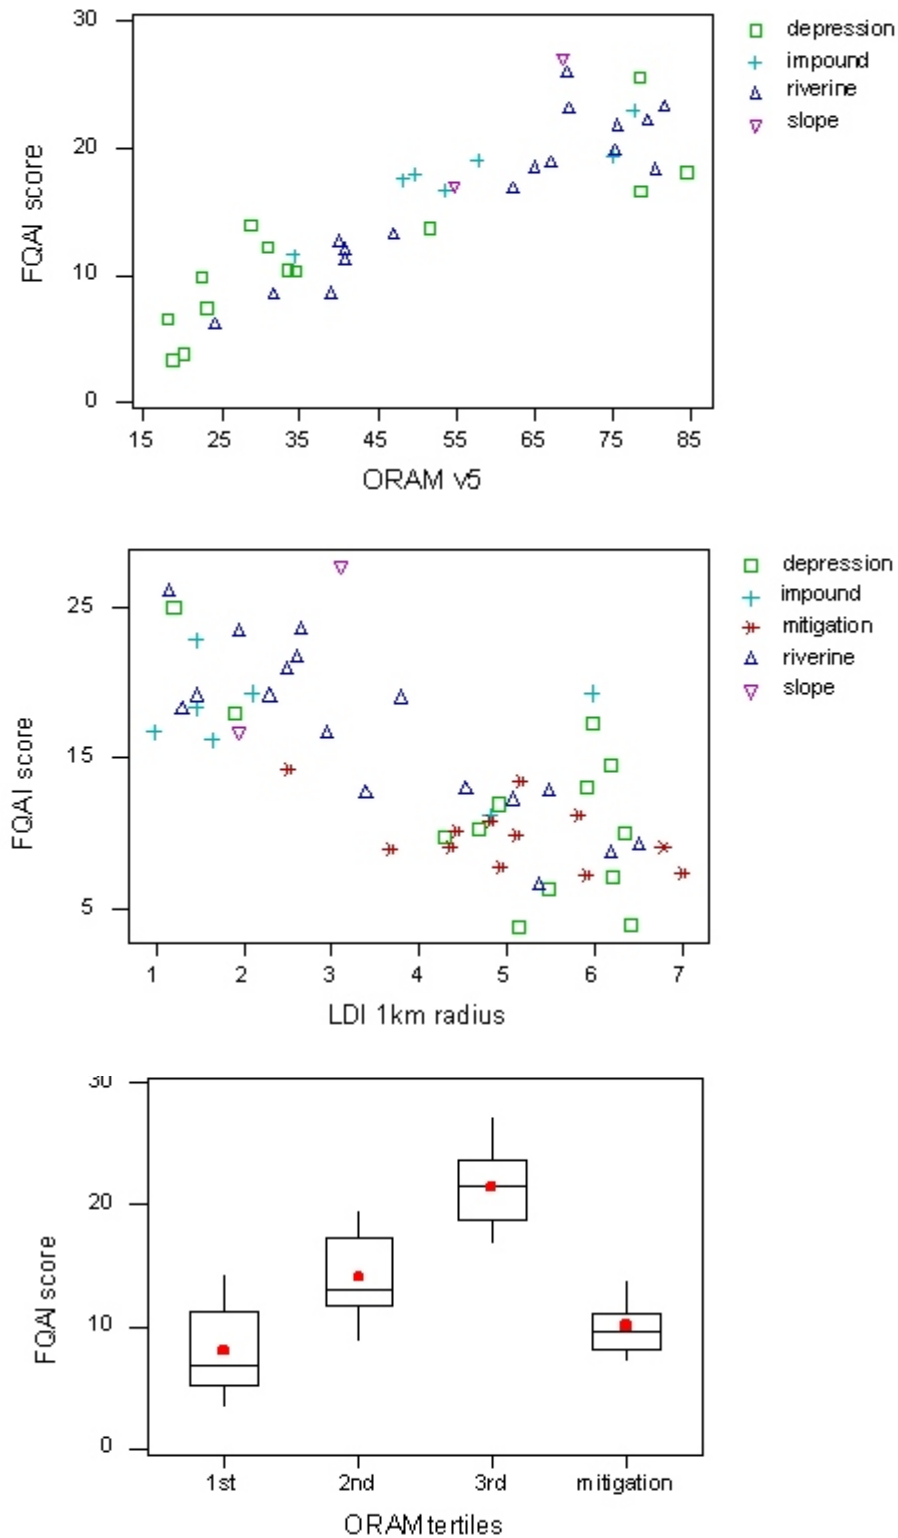 30
depression
impound
riverine
slope
20
10
0
FQAI score
15 25 35 45 55 65 75 85
ORAM v5
depression
impound
mitigation
riverine
slope
25
15
5
FQAI score
1 2 3 4 5 6 7
LDI 1km radius
30
20
10
0
FQAI score
1st 2nd 3rd mitigation
ORAM tertiles